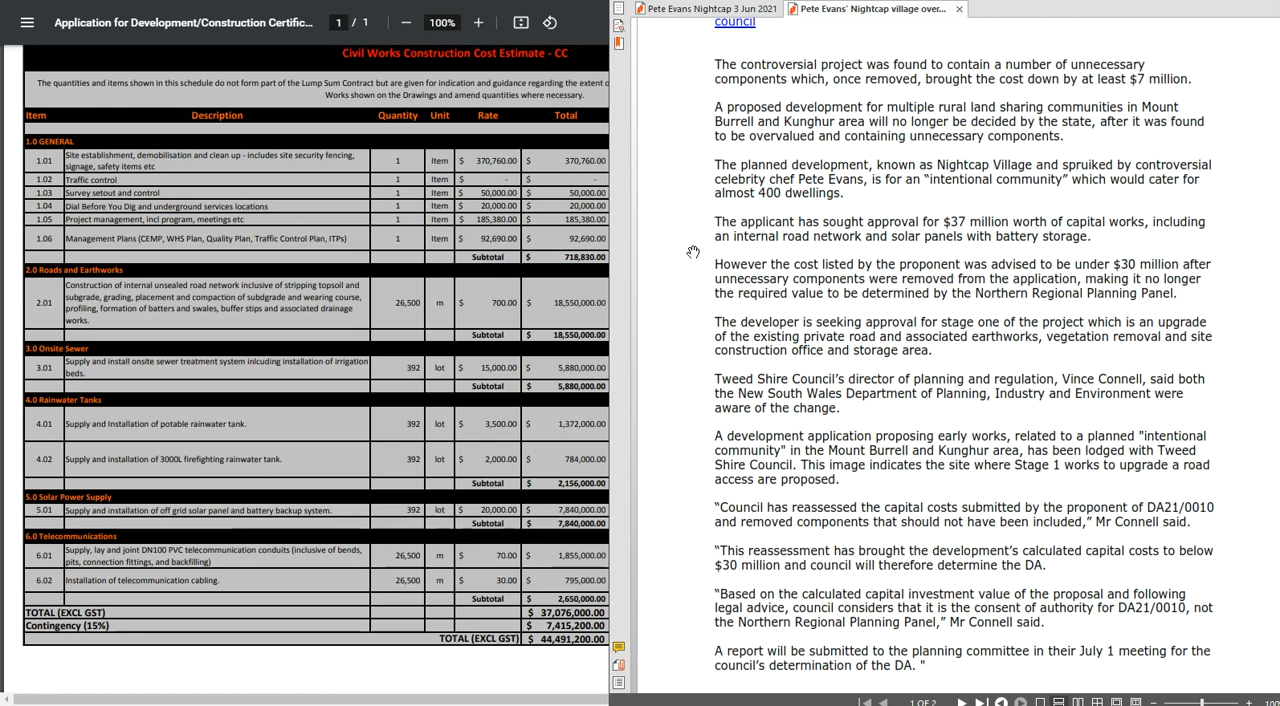 Application for Development/Construction Certific...
1 / 1
100%
Civil Works Construction Cost Estimate - CC
The quantities and items shown in this schedule do not form part of the Lump Sum Contract but are given for indication and guidance regarding the extent o
Works shown on the Drawings and amend quantities where necessary.
Item Description Quantity Unit Rate Total
1.0 GENERAL
1.01 Site establishment, demobilisation and clean up - includes site security fencing, signage, safety items etc 1 Item $ 370,760.00 $ 370,760.00
1.02 Traffic control 1 Item $ - $ -
1.03 Survey setout and control 1 Item $ 50,000.00 $ 50,000.00
1.04 Dial Before You Dig and underground services locations 1 Item $ 20,000.00 $ 20,000.00
1.05 Project management, incl program, meetings etc 1 Item $ 185,380.00 $ 185,380.00
1.06 Management Plans (CEMP, WHS Plan, Quality Plan, Traffic Control Plan, ITPs) 1 Item $ 92,690.00 $ 92,690.00
Subtotal $ 718,830.00
2.0 Roads and Earthworks
Construction of internal unsealed road network inclusive of stripping topsoil and
subgrade, grading, placement and compaction of subdgrade and wearing course,
2.01 profiling, formation of batters and swales, buffer stips and associated drainage works. 26,500 m $ 700.00 $ 18,550,000.00
Subtotal $ 18,550,000.00
3.0 Onsite Sewer
3.01 Supply and install onsite sewer treatment system inlcuding installation of irrigation beds. 392 lot $ 15,000.00 $ 5,880,000.00
Subtotal $ 5,880,000.00
4.0 Rainwater Tanks
4.01 Supply and Installation of potable rainwater tank. 392 lot $ 3,500.00 $ 1,372,000.00
4.02 Supply and installation of 3000L firefighting rainwater tank. 392 lot $ 2,000.00 $ 784,000.00
Subtotal $ 2,156,000.00
5.0 Solar Power Supply
5.01 Supply and installation of off grid solar panel and battery backup system. 392 lot $ 20,000.00 $ 7,840,000.00
Subtotal $ 7,840,000.00
6.0 Telecommunications
6.01 Supply, lay and joint DN100 PVC telecommunication conduits (inclusive of bends, pits, connection fittings, and backfilling) 26,500 m $ 70.00 $ 1,855,000.00
6.02 Installation of telecommunication cabling. 26,500 m $ 30.00 $ 795,000.00
Subtotal $ 2,650,000.00
TOTAL (EXCL GST) $ 37,076,000.00
Contingency (15%) $ 7,415,200.00
TOTAL (EXCL GST) $ 44,491,200.00
Pete Evans Nightcap 3 Jun 2021
Pete Evans' Nightcap village over...
council
The controversial project was found to contain a number of unnecessary
components which, once removed, brought the cost down by at least $7 million.
A proposed development for multiple rural land sharing communities in Mount
Burrell and Kunghur area will no longer be decided by the state, after it was found
to be overvalued and containing unnecessary components.
The planned development, known as Nightcap Village and spruiked by controversial
celebrity chef Pete Evans, is for an “intentional community” which would cater for
almost 400 dwellings.
The applicant has sought approval for $37 million worth of capital works, including
an internal road network and solar panels with battery storage.
However the cost listed by the proponent was advised to be under $30 million after
unnecessary components were removed from the application, making it no longer
the required value to be determined by the Northern Regional Planning Panel.
The developer is seeking approval for stage one of the project which is an upgrade
of the existing private road and associated earthworks, vegetation removal and site
construction office and storage area.
Tweed Shire Council’s director of planning and regulation, Vince Connell, said both
the New South Wales Department of Planning, Industry and Environment were
aware of the change.
A development application proposing early works, related to a planned "intentional
community" in the Mount Burrell and Kunghur area, has been lodged with Tweed
Shire Council. This image indicates the site where Stage 1 works to upgrade a road
access are proposed.
“Council has reassessed the capital costs submitted by the proponent of DA21/0010
and removed components that should not have been included,” Mr Connell said.
“This reassessment has brought the development’s calculated capital costs to below
$30 million and council will therefore determine the DA.
“Based on the calculated capital investment value of the proposal and following
legal advice, council considers that it is the consent of authority for DA21/0010, not
the Northern Regional Planning Panel,” Mr Connell said.
A report will be submitted to the planning committee in their July 1 meeting for the
council’s determination of the DA. "
1 OF 2
100